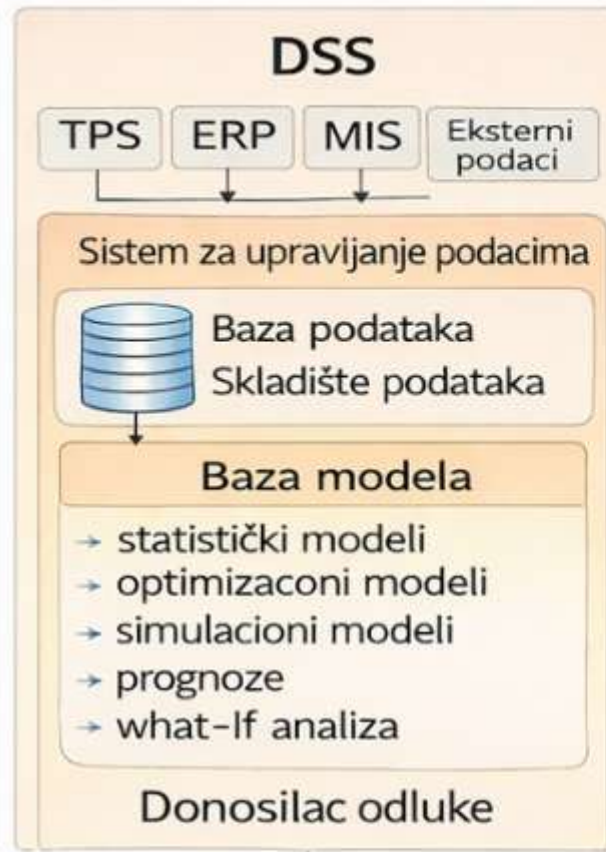 DSS
TPS ERP MIS Eksterni
podaci
Sistem za upravijanje podacima
Baza podataka
Skladište podataka
Baza modela
→ statistički modeli
→ optimizaconi modeli
→ simulacioni modeli
→ prognoze
→ what-If analiza
Donosilac odluke